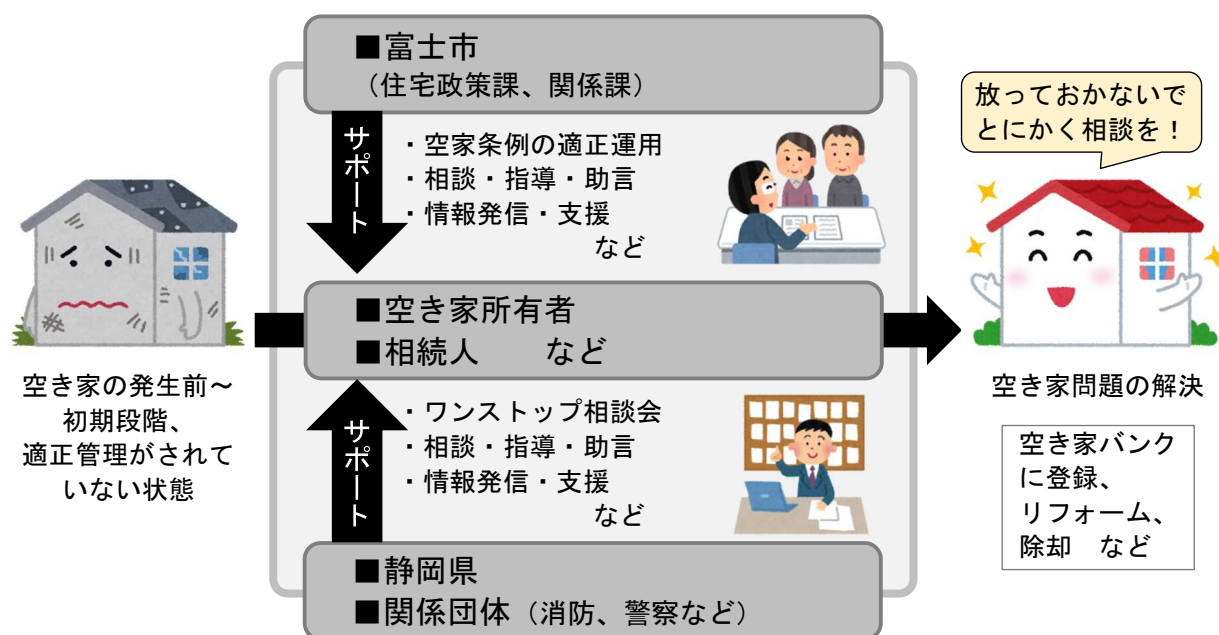 ■富士市
（住宅政策課、関係課）
サポート
・空家条例の適正運用
・相談・指導・助言
・情報発信・支援
など
放っておかないで
とにかく相談を！
■空き家所有者
■相続人　　など
空き家の発生前～
初期段階、
適正管理がされて
いない状態
空き家問題の解決
空き家バンク
に登録、
リフォーム、
除却　など
サポート
・ワンストップ相談会
・相談・指導・助言
・情報発信・支援
など
■静岡県
■関係団体（消防、警察など）